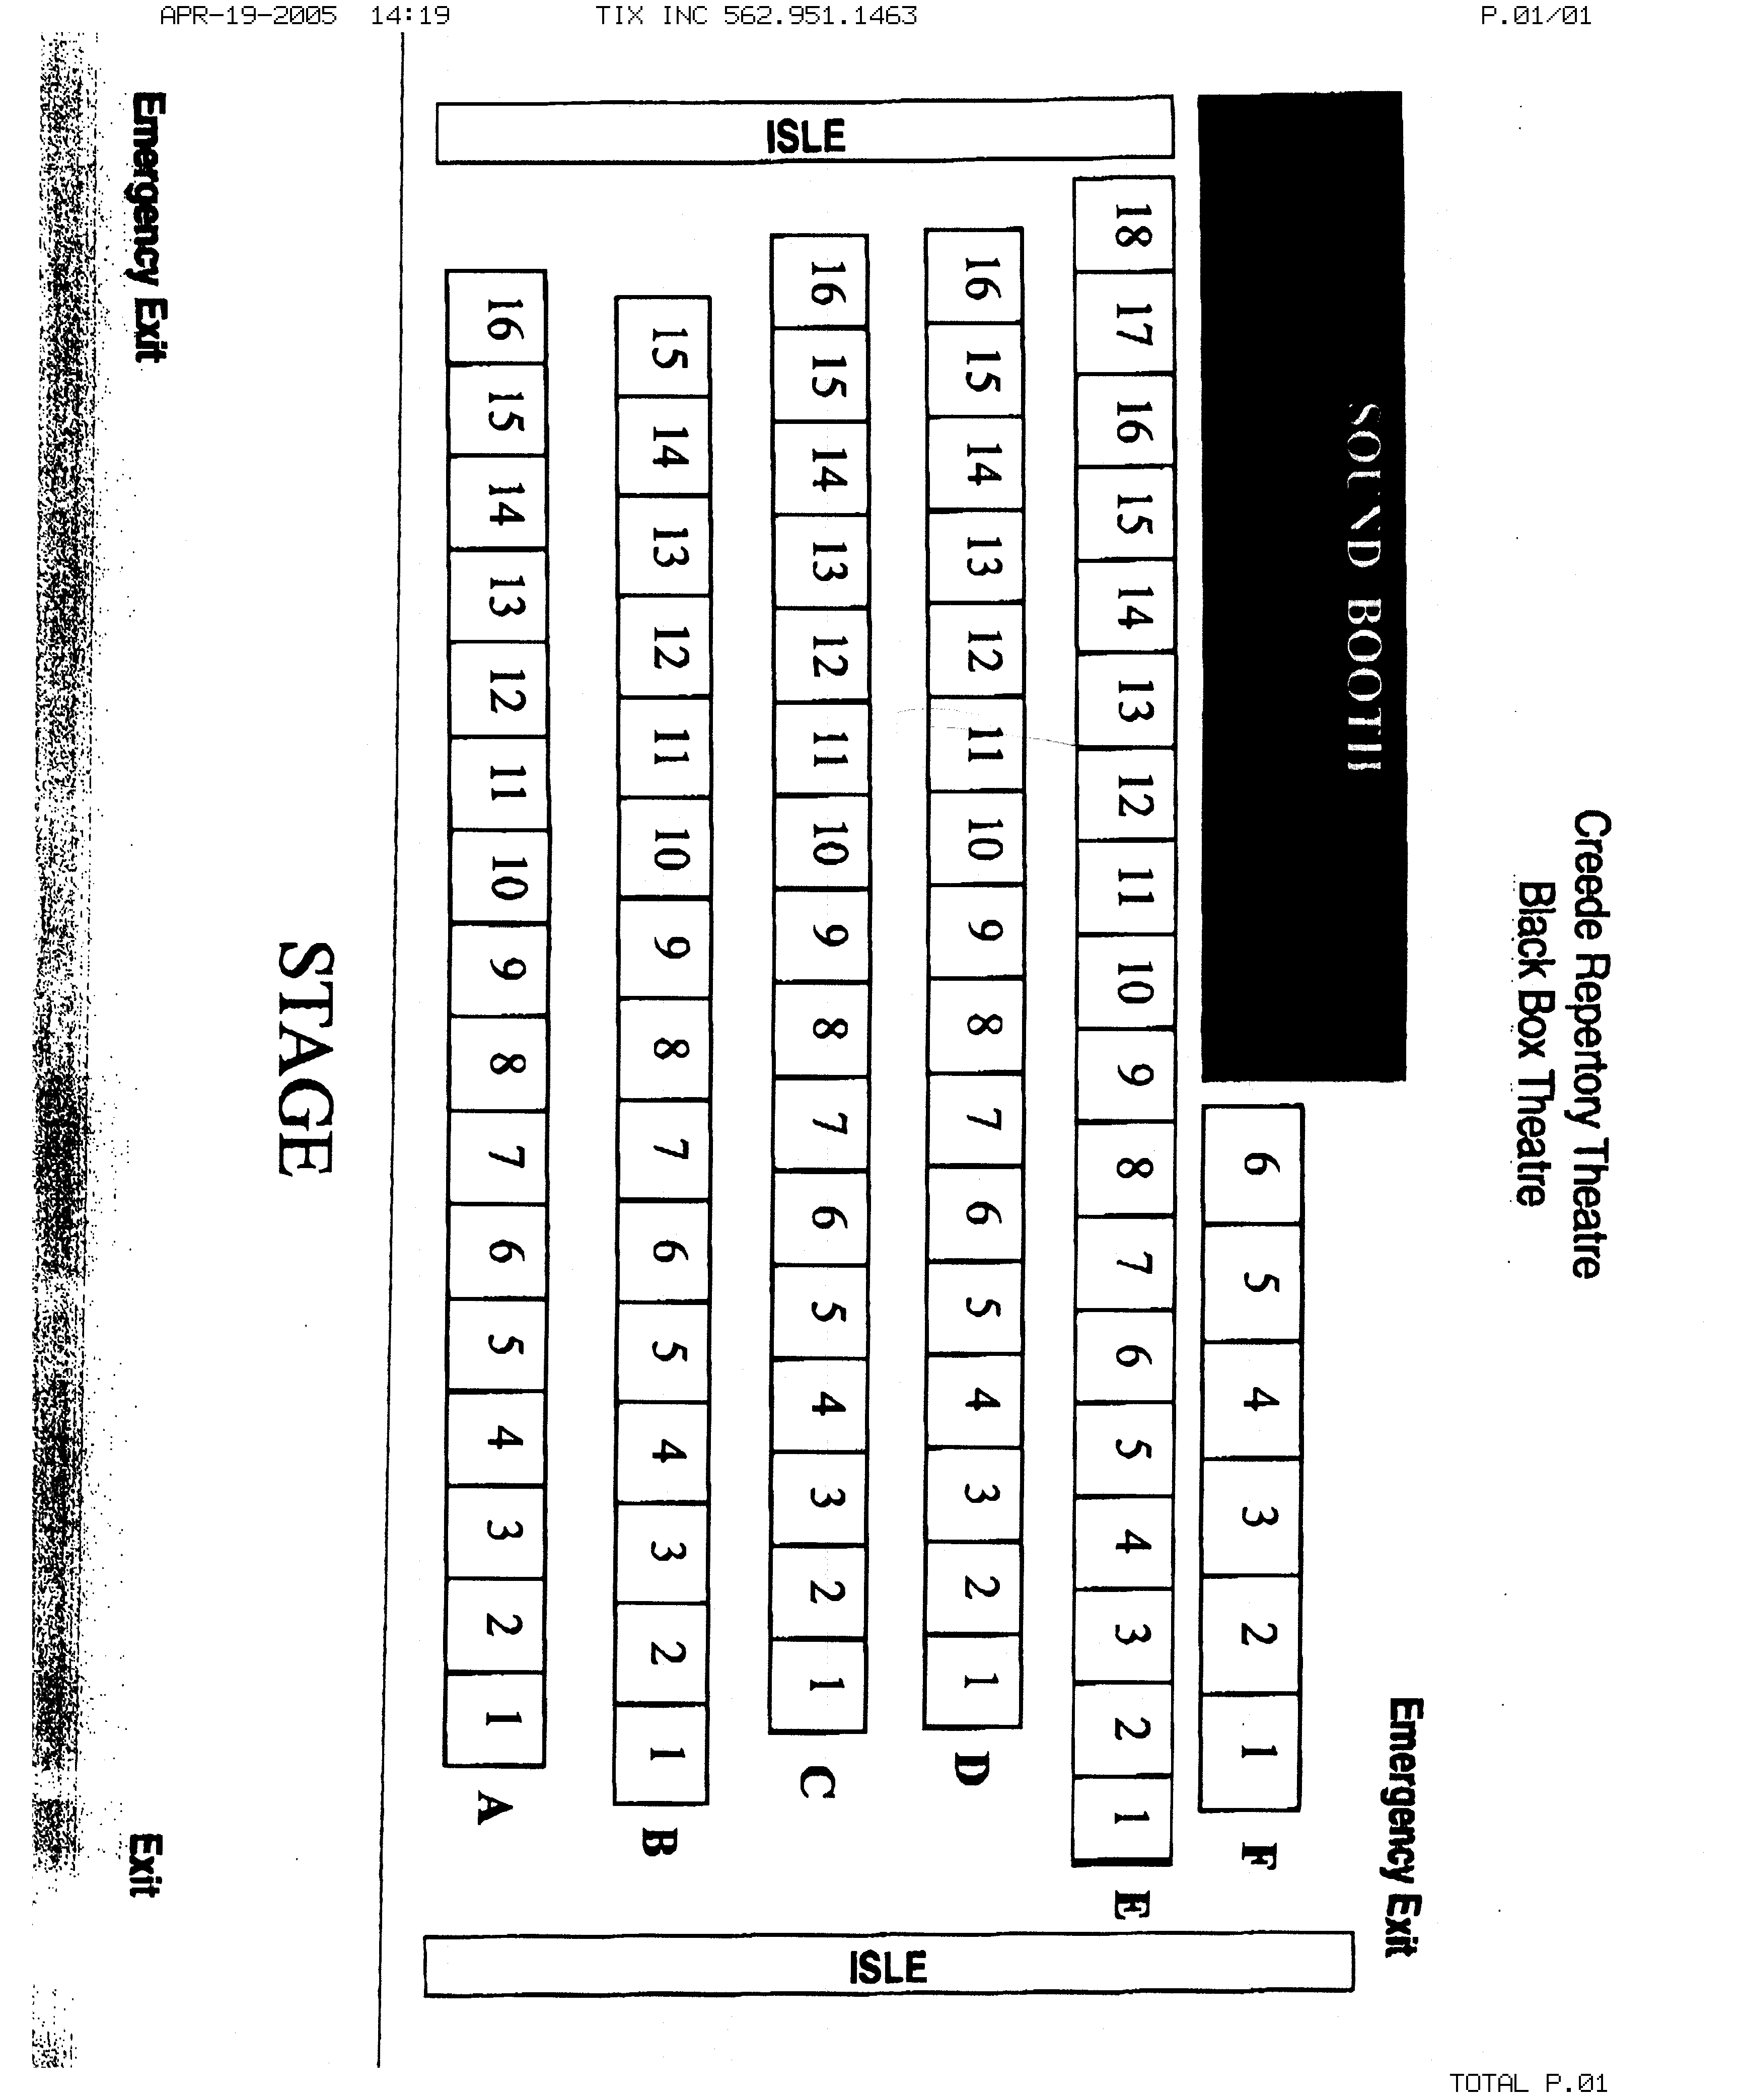 APR-19-2005 14:19 TIX INC 562.951.1463 P.01/01
Creede Repertory Theatre
Black Box Theatre
Emergency Exit
SOUND BOOTH
6 5 4 3 2 1 F
18 17 16 15 14 13 12 11 10 9 8 7 6 5 4 3 2 1 E
16 15 14 13 12 11 10 9 8 7 6 5 4 3 2 1 D
16 15 14 13 12 11 10 9 8 7 6 5 4 3 2 1 C
15 14 13 12 11 10 9 8 7 6 5 4 3 2 1 B
16 15 14 13 12 11 10 9 8 7 6 5 4 3 2 1 A
ISLE
ISLE
STAGE
Emergency Exit
Exit
TOTAL P.01